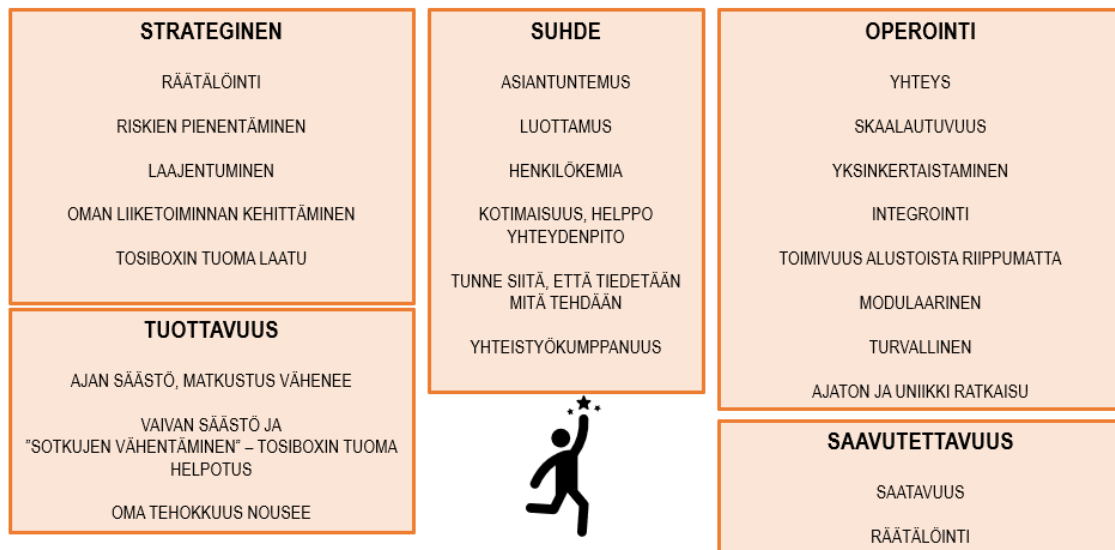 STRATEGINEN
RÄÄTÄLÖINTI
RISKIEN PIENENTÄMINEN
LAAJENTUMINEN
OMAN LIIKETOIMINNAN KEHITTÄMINEN
TOSIBOXIN TUOMA LAATU
TUOTTAVUUS
AJAN SÄÄSTÖ, MATKUSTUS VÄHENEE
VAIVAN SÄÄSTÖ JA
”SOTKUJEN VÄHENTÄMINEN” – TOSIBOXIN TUOMA
HELPOTUS
OMA TEHOKKUUS NOUSEE
SUHDE
ASIANTUNTEMUS
LUOTTAMUS
HENKILÖKEMIA
KOTIMAISUUS, HELPPO
YHTEYDENPITO
TUNNE SIITÄ, ETTÄ TIEDETÄÄN
MITÄ TEHDÄÄN
YHTEISTYÖKUMPPANUUS
OPEROINTI
YHTEYS
SKAALAUTUVUUS
YKSINKERTAISTAMINEN
INTEGROINTI
TOIMIVUUS ALUSTOISTA RIIPPUMATTA
MODULAARINEN
TURVALLINEN
AJATON JA UNIIKKI RATKAISU
SAAVUTETTAVUUS
SAATAVUUS
RÄÄTÄLÖINTI